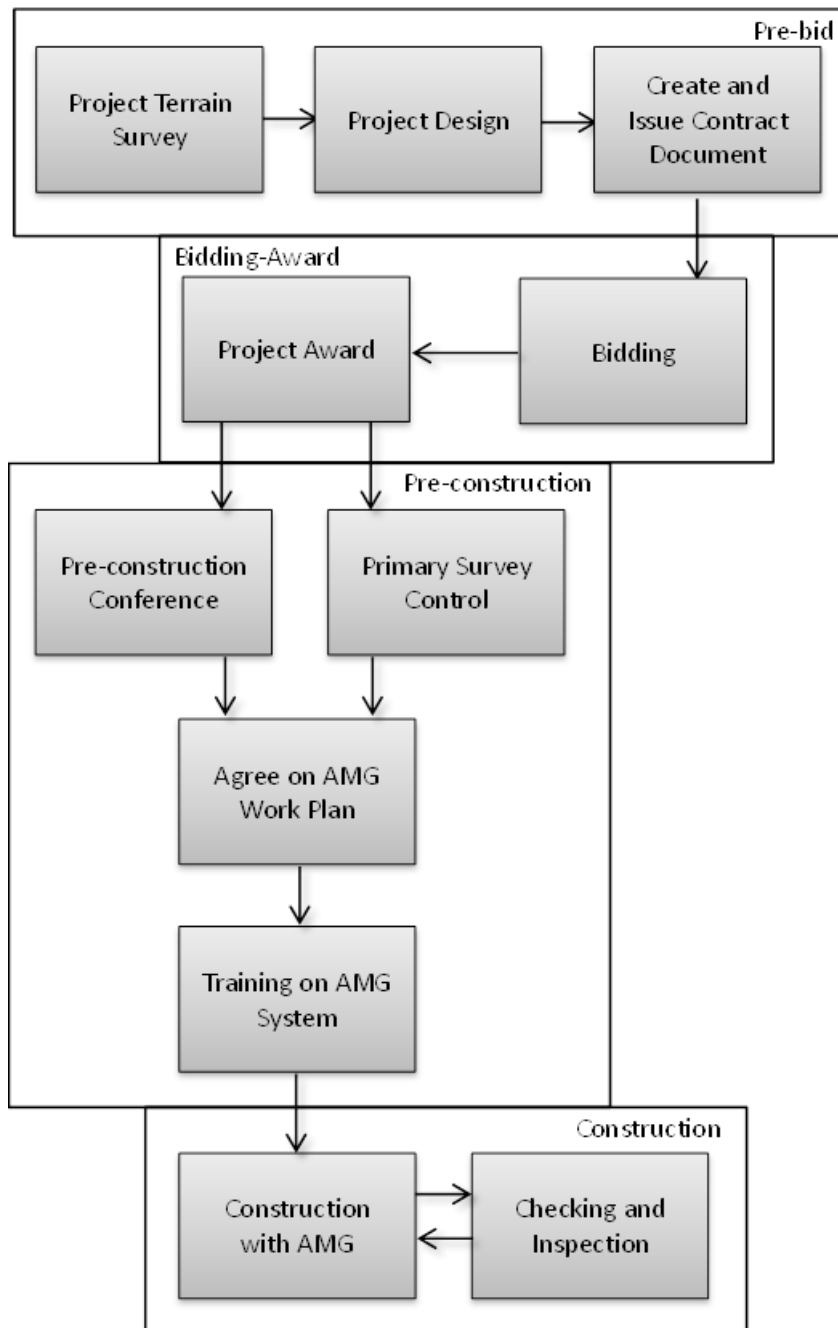 Pre-bid
Project Terrain
Survey
Project Design
Create and
Issue Contract
Document
Bidding-Award
Project Award
Bidding
Pre-construction
Pre-construction
Conference
Primary Survey
Control
Agree on AMG
Work Plan
Training on AMG
System
Construction
Construction
with AMG
Checking and
Inspection